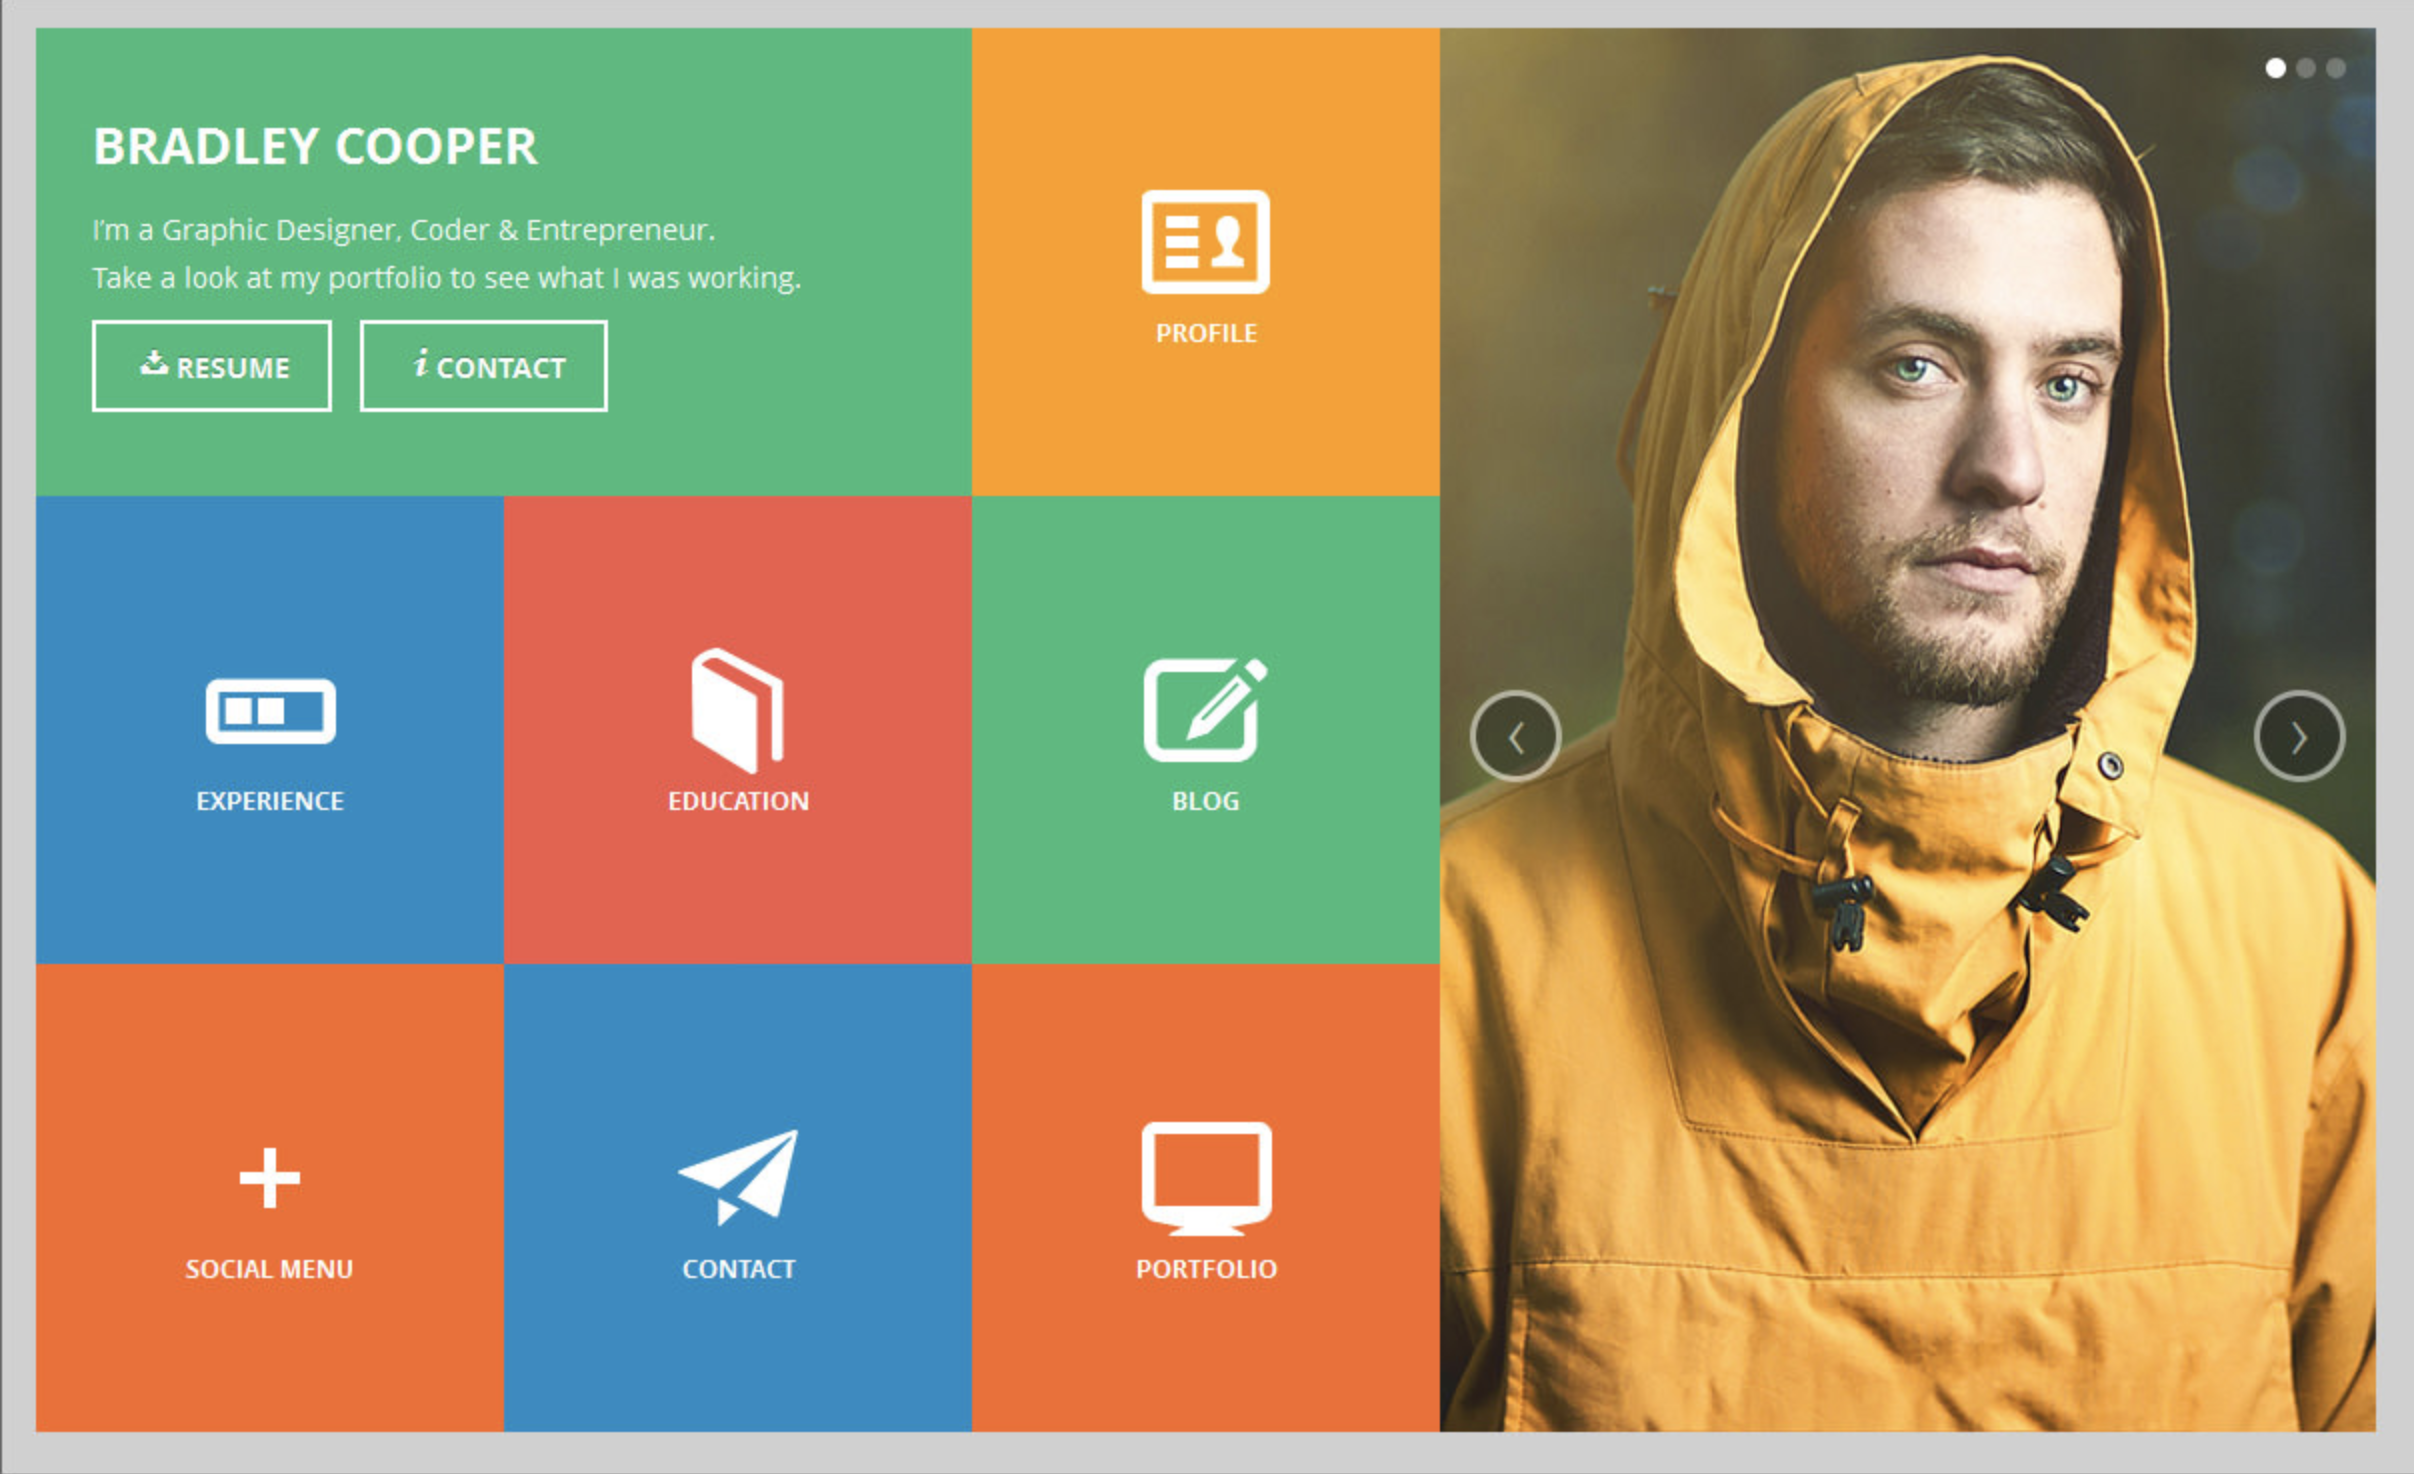 BRADLEY COOPER
I'm a Graphic Designer, Coder & Entrepreneur.
Take a look at my portfolio to see what I was working.
RESUME
i CONTACT
PROFILE
EXPERIENCE
EDUCATION
BLOG
SOCIAL MENU
CONTACT
PORTFOLIO